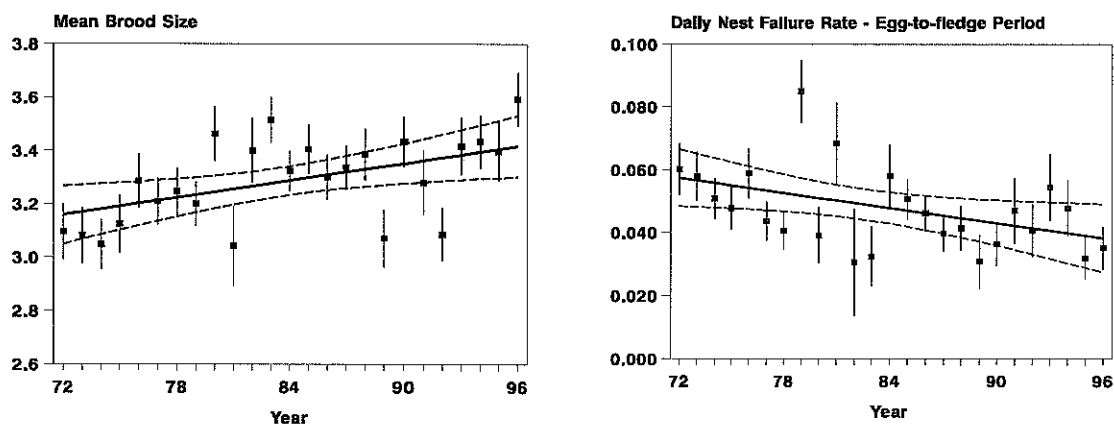 Mean Brood Size
3.8
3.6
3.4
3.2
3.0
2.8
2.6
72 78 84 90 96
Year
Daily Nest Failure Rate - Egg-to-fledge Period
0.100
0.080
0.060
0.040
0.020
0.000
72 78 84 90 96
Year